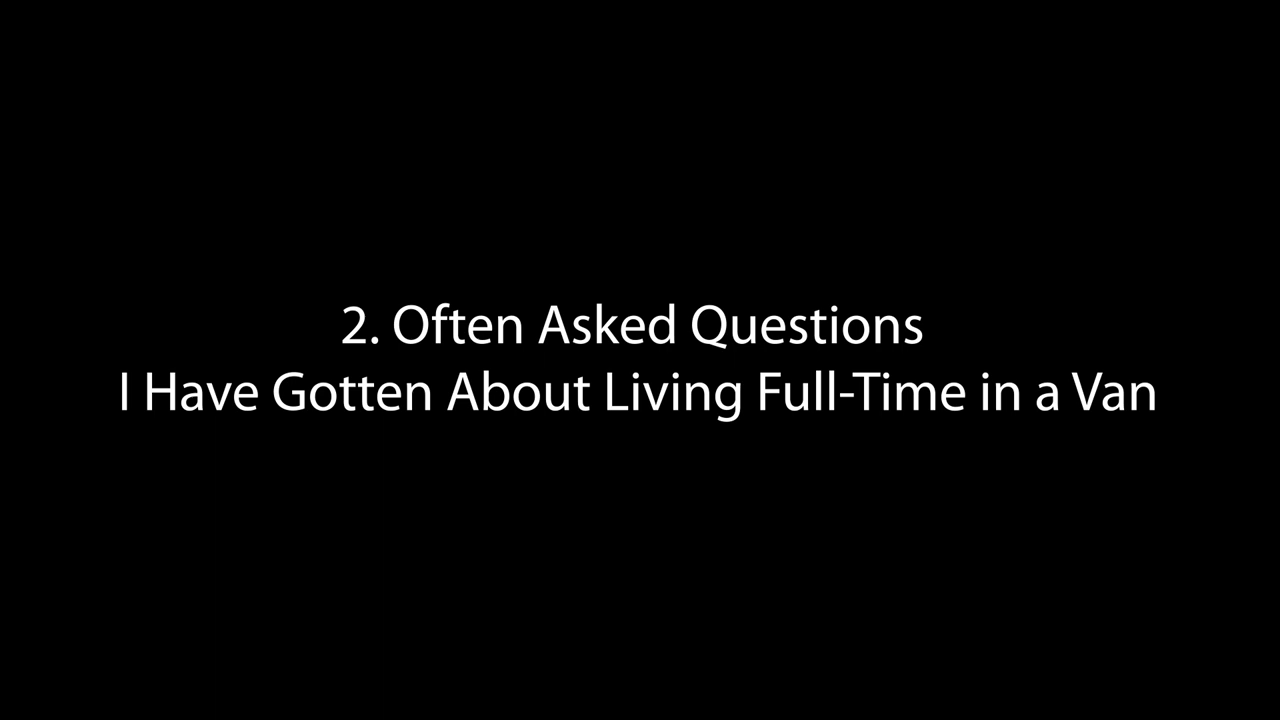 2. Often Asked Questions
I Have Gotten About Living Full-Time in a Van